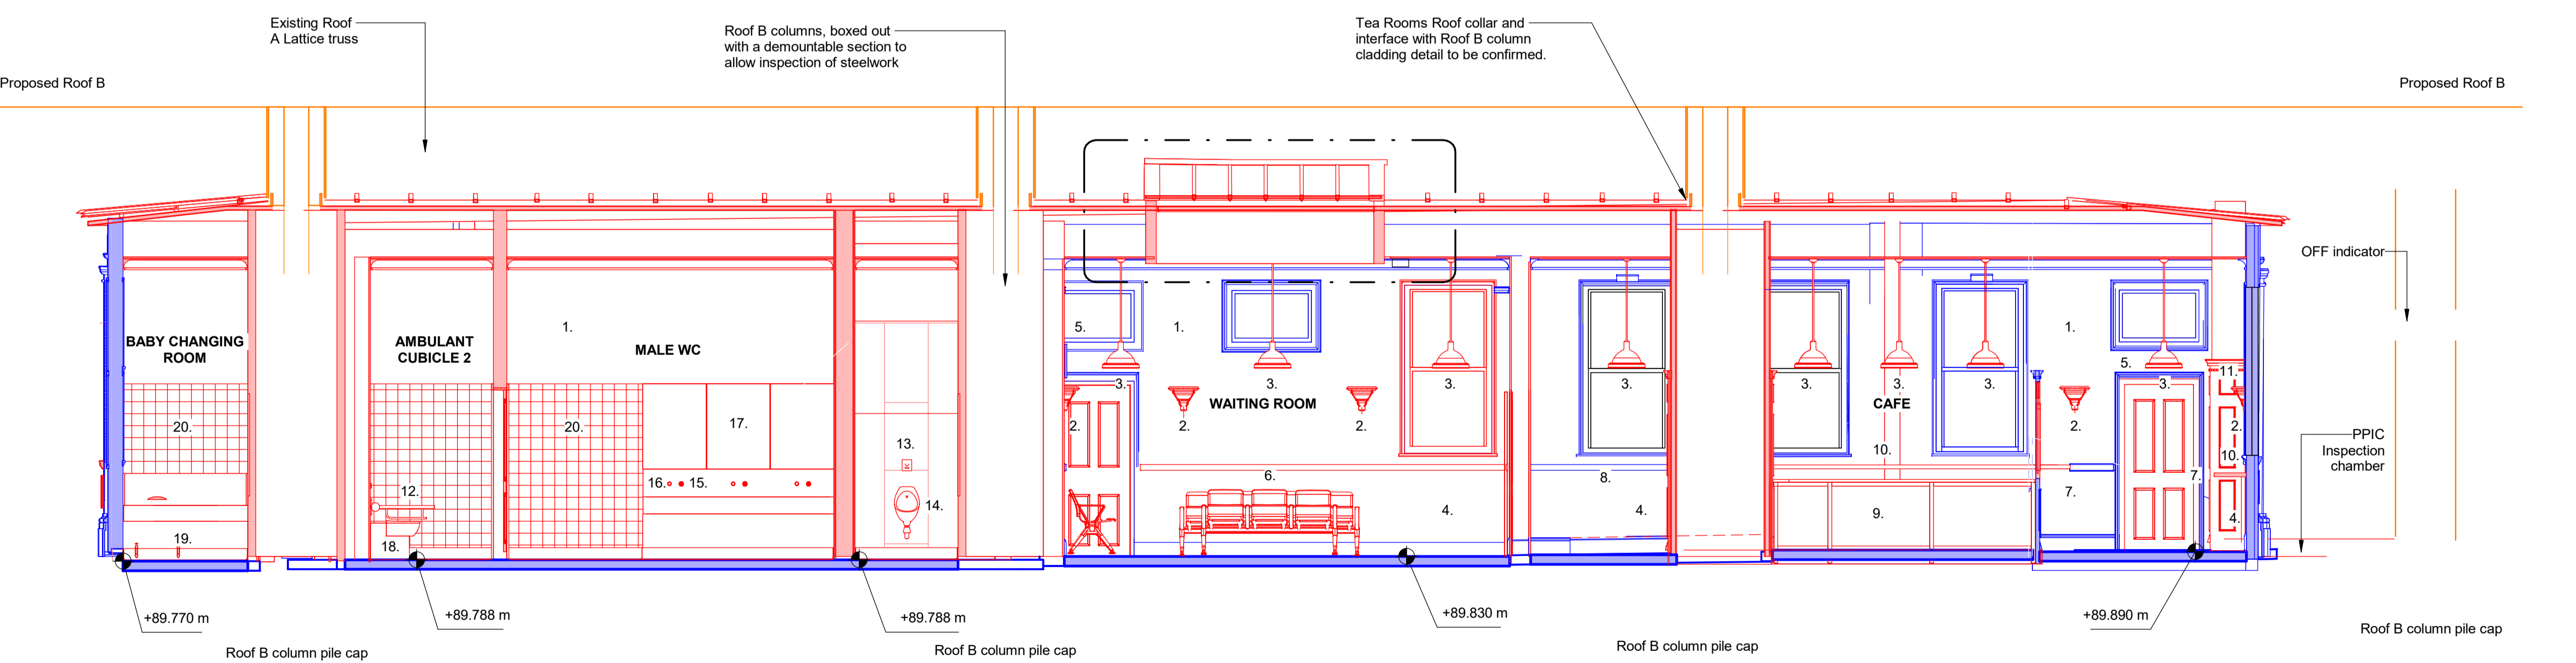 Existing Roof
A Lattice truss
Roof B columns, boxed out
with a demountable section to
allow inspection of steelwork
Tea Rooms Roof collar and
interface with Roof B column
cladding detail to be confirmed.
Proposed Roof B
Proposed Roof B
OFF indicator
BABY CHANGING
ROOM
AMBULANT
CUBICLE 2
1.
MALE WC
5.
1.
1.
5.
3.
3.
3.
3.
3.
3.
3.
3.
11.
WAITING ROOM
CAFE
20.
20.
17.
13.
2.
2.
2.
2.
2.
10.
10.
PPIC
Inspection
chamber
12.
16.
15.
14.
6.
8.
7.
7.
4.
4.
9.
4.
19.
18.
+89.770 m
+89.788 m
+89.788 m
+89.830 m
+89.890 m
Roof B column pile cap
Roof B column pile cap
Roof B column pile cap
Roof B column pile cap